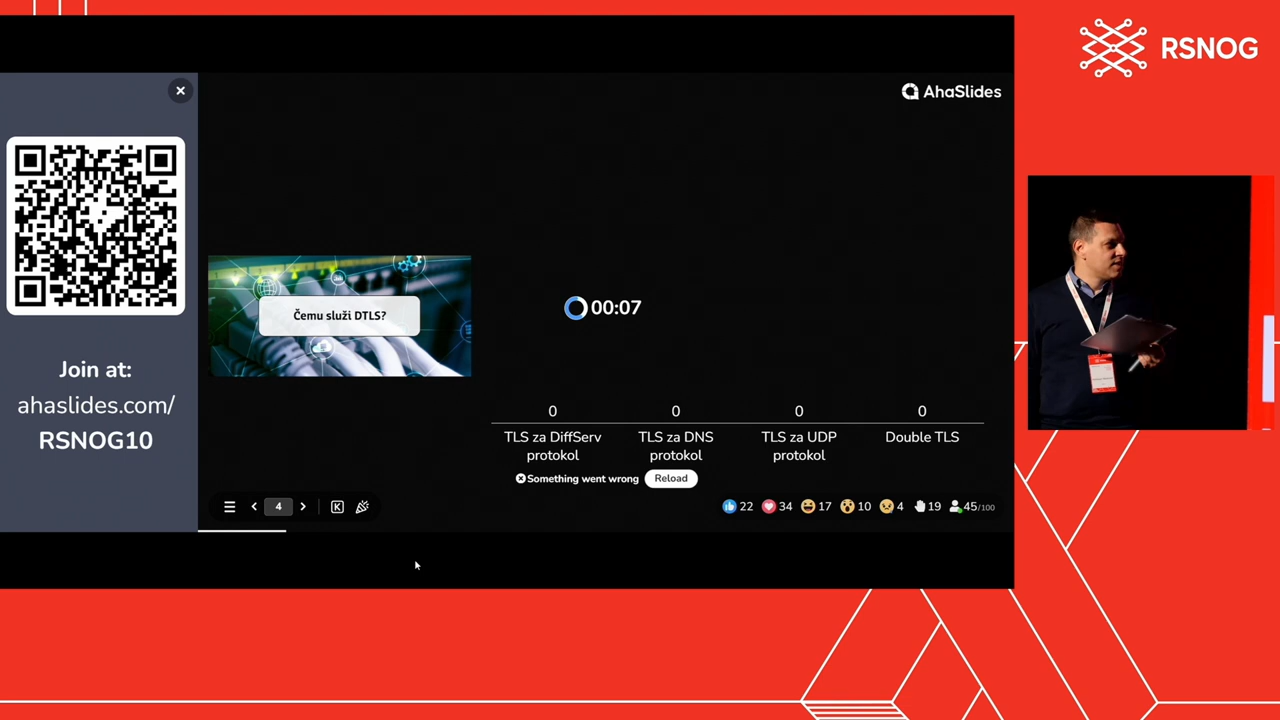 RSNOG
AhaSlides
Join at:
ahaslides.com/
RSNOG10
Čemu služi DTLS?
00:07
0 0 0 0
TLS za DiffServ protokol
TLS za DNS protokol
TLS za UDP protokol
Double TLS
Something went wrong Reload
4 K
22 34 17 10 4 19 45/100